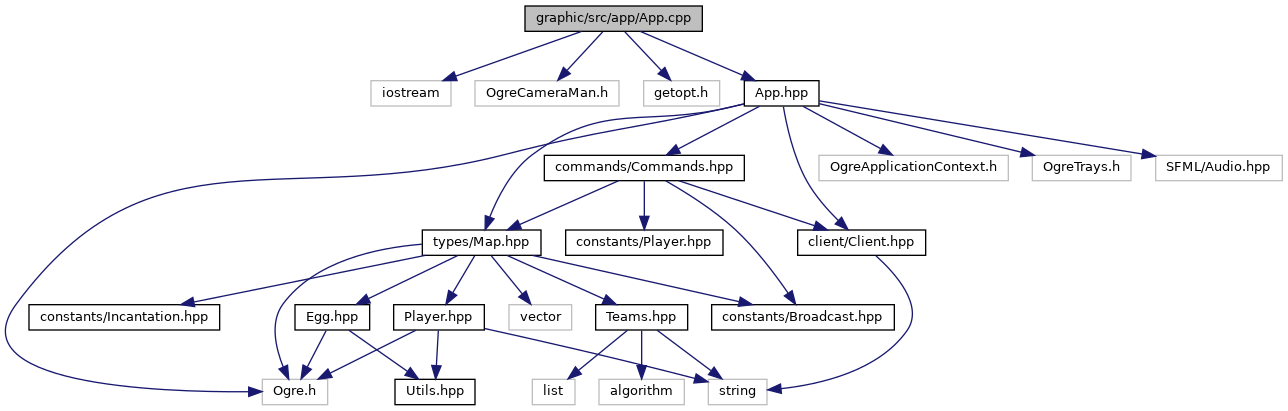 graphic/src/app/App.cpp
iostream
OgreCameraMan.h
getopt.h
App.hpp
commands/Commands.hpp
OgreApplicationContext.h
OgreTrays.h
SFML/Audio.hpp
types/Map.hpp
constants/Player.hpp
client/Client.hpp
constants/Incantation.hpp
Egg.hpp
Player.hpp
vector
Teams.hpp
constants/Broadcast.hpp
Ogre.h
Utils.hpp
list
algorithm
string